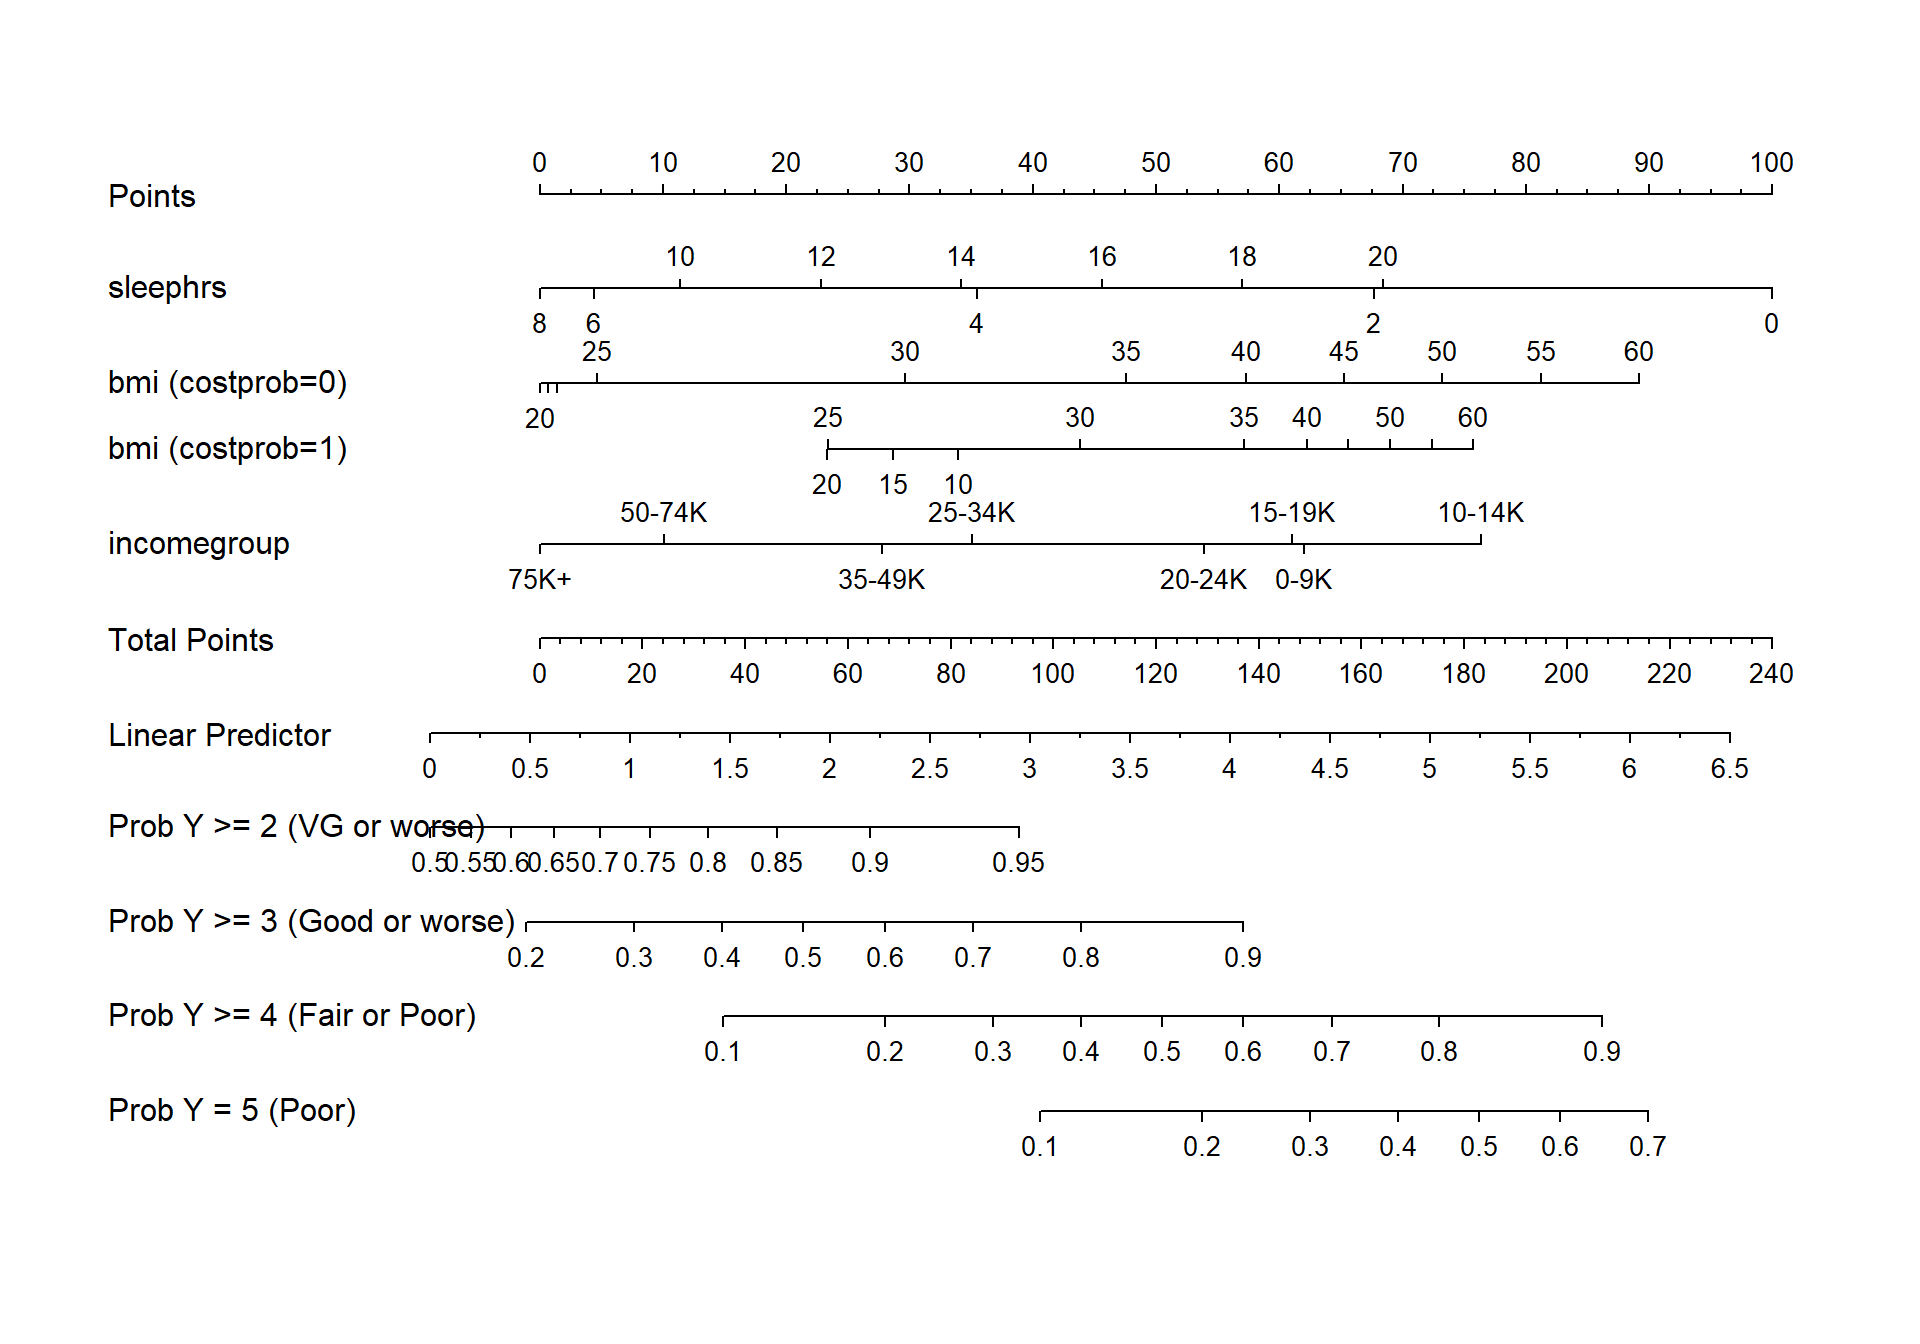 0 10 20 30 40 50 60 70 80 90 100
Points
10 12 14 16 18 20
sleephrs
8 6 4 2 0
25 30 35 40 45 50 55 60
bmi (costprob=0)
20 25 30 35 40 50 60
bmi (costprob=1)
20 15 10
50-74K 25-34K 15-19K 10-14K
incomegroup
75K+ 35-49K 20-24K 0-9K
Total Points
0 20 40 60 80 100 120 140 160 180 200 220 240
Linear Predictor
0 0.5 1 1.5 2 2.5 3 3.5 4 4.5 5 5.5 6 6.5
Prob Y >= 2 (VG or worse)
0.5 0.55 0.6 0.65 0.7 0.75 0.8 0.85 0.9 0.95
Prob Y >= 3 (Good or worse)
0.2 0.3 0.4 0.5 0.6 0.7 0.8 0.9
Prob Y >= 4 (Fair or Poor)
0.1 0.2 0.3 0.4 0.5 0.6 0.7 0.8 0.9
Prob Y = 5 (Poor)
0.1 0.2 0.3 0.4 0.5 0.6 0.7